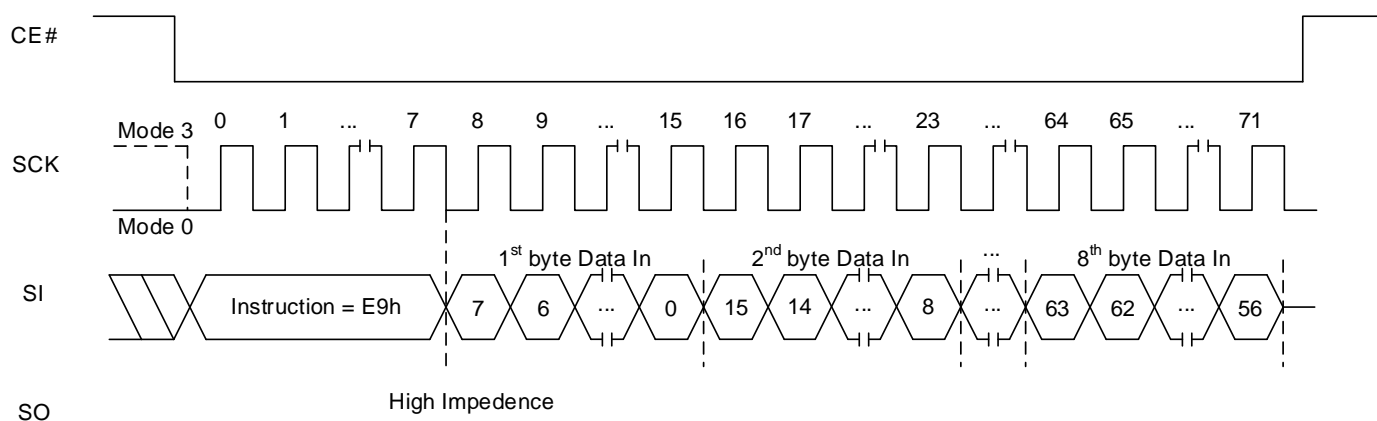 CE#
Mode 3
0 1 ... 7 8 9 ... 15 16 17 ... 23 ... 64 65 ... 71
SCK
Mode 0
1st byte Data In 2nd byte Data In ... 8th byte Data In
SI
Instruction = E9h 7 6 ... 0 15 14 ... 8 ... 63 62 ... 56
High Impedence
SO